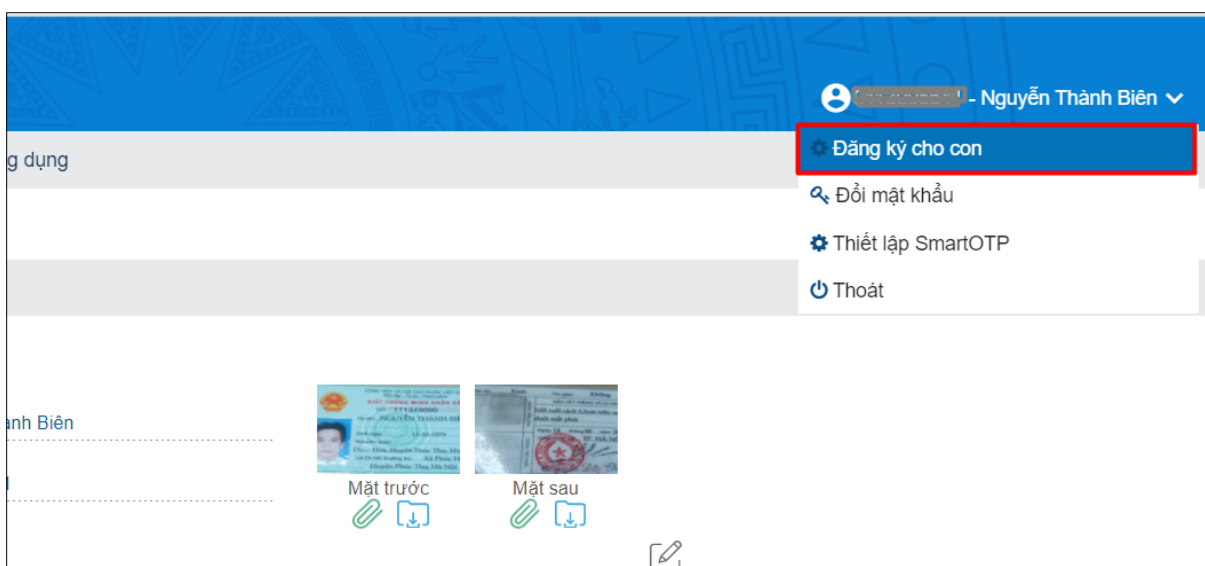 - Nguyễn Thành Biên
Đăng ký cho con
g dụng
Đổi mật khẩu
Thiết lập SmartOTP
Thoát
ành Biên
Mặt trước
Mặt sau